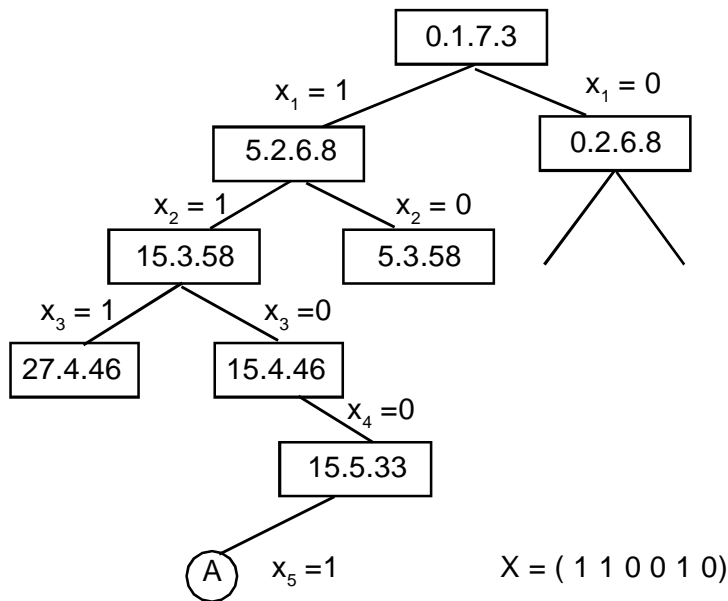 0.1.7.3
x₁ = 1
x₁ = 0
5.2.6.8
0.2.6.8
x₂ = 1
x₂ = 0
15.3.58
5.3.58
x₃ = 1
x₃ =0
27.4.46
15.4.46
x₄ =0
15.5.33
A
x₅ =1
X = ( 1 1 0 0 1 0)